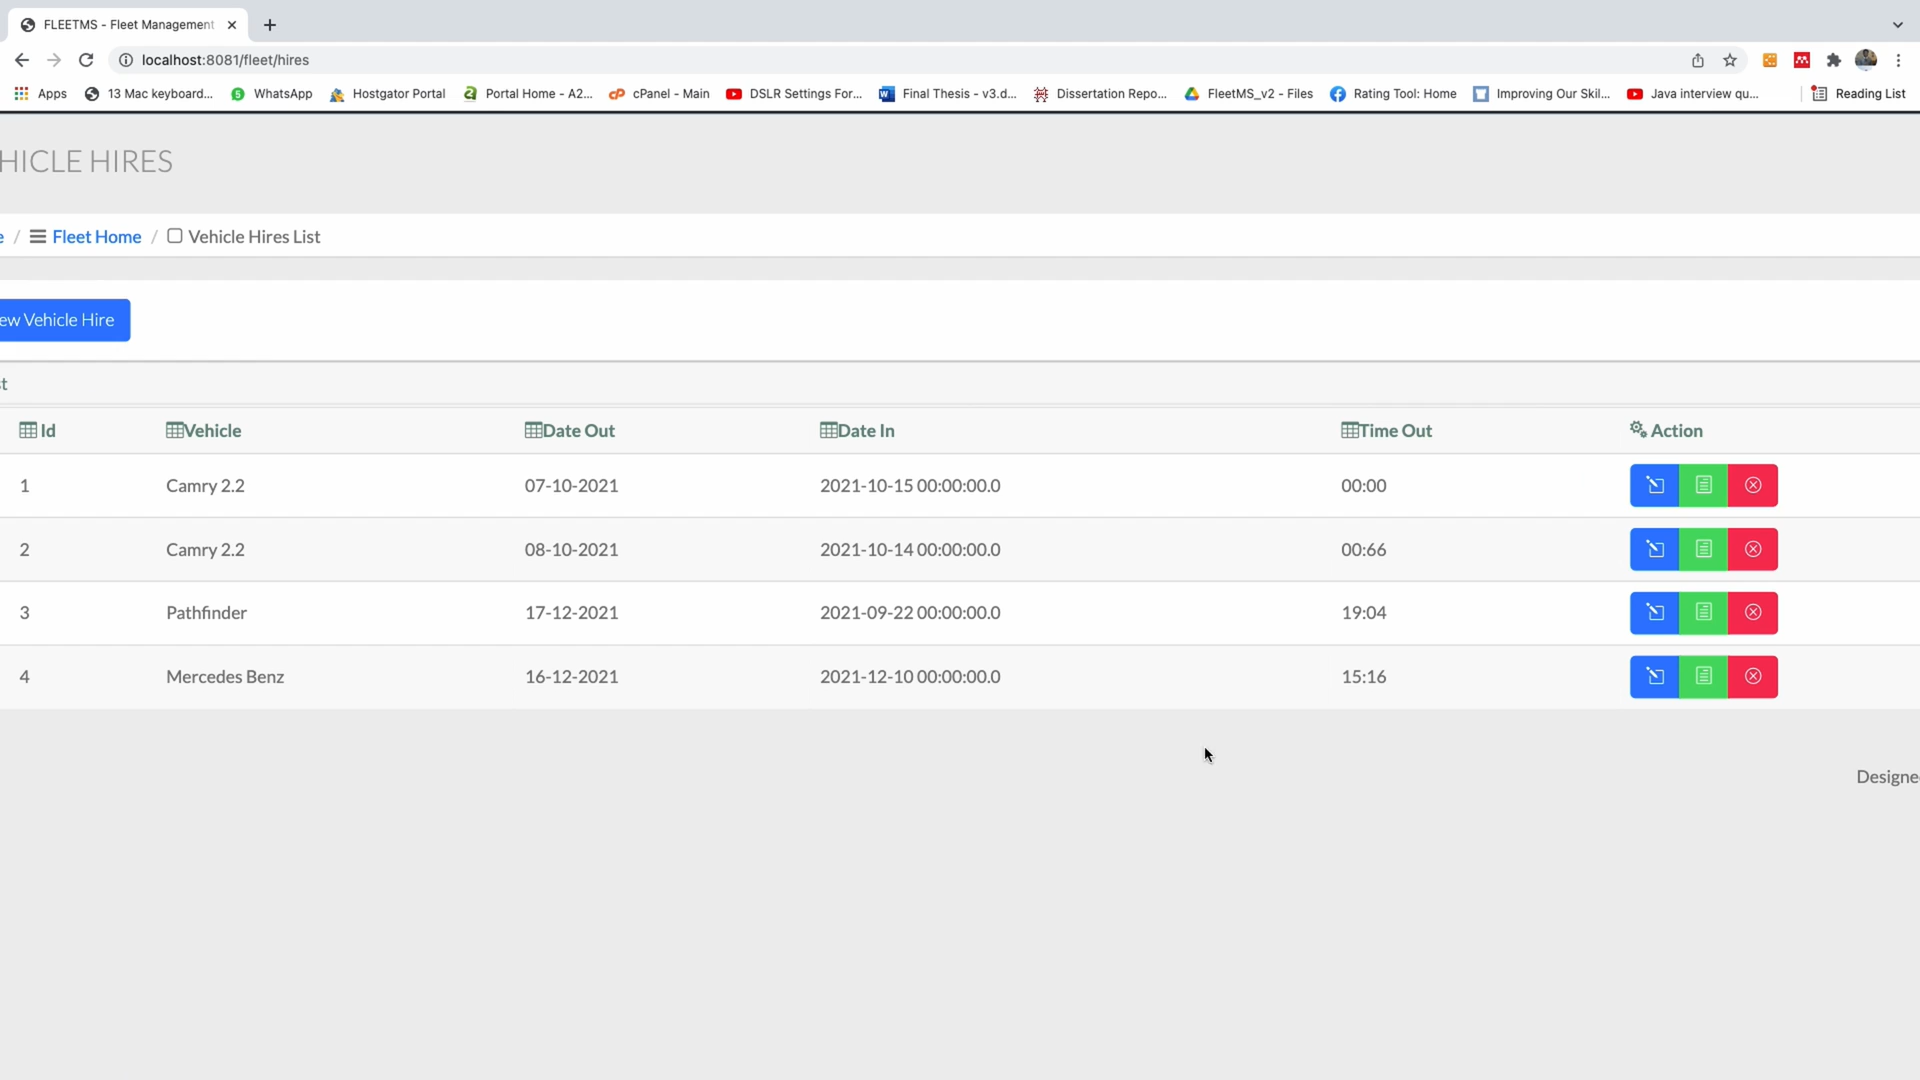 FLEETMS - Fleet Management
localhost:8081/fleet/hires
Apps 13 Mac keyboard... WhatsApp Hostgator Portal Portal Home - A2... cPanel - Main DSLR Settings For... Final Thesis - v3.d... Dissertation Repo... FleetMS_v2 - Files Rating Tool: Home Improving Our Skil... Java interview qu... Reading List
HICLE HIRES
e / Fleet Home / Vehicle Hires List
ew Vehicle Hire
st
Id Vehicle Date Out Date In Time Out Action
1 Camry 2.2 07-10-2021 2021-10-15 00:00:00.0 00:00
2 Camry 2.2 08-10-2021 2021-10-14 00:00:00.0 00:66
3 Pathfinder 17-12-2021 2021-09-22 00:00:00.0 19:04
4 Mercedes Benz 16-12-2021 2021-12-10 00:00:00.0 15:16
Designe